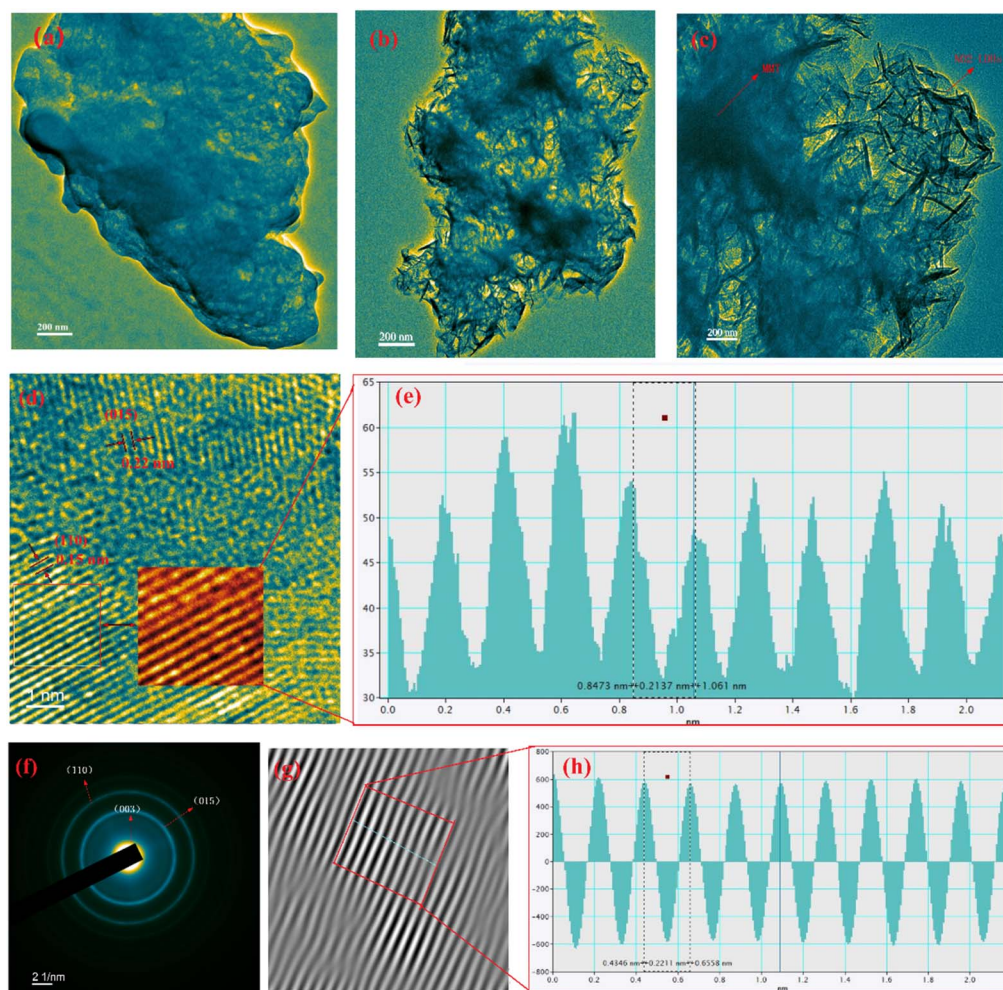 (a)
200 nm
(b)
200 nm
(c)
MMT
200 nm
(d)
(015)
0.22 nm
(110)
0.15 nm
1 nm
(e)
65
60
55
50
45
40
35
30
0.8473 nm
0.2137 nm
1.061 nm
0.0 0.2 0.4 0.6 0.8 1.0 1.2 1.4 1.6 1.8 2.0
nm
(f)
(110)
(003)
(015)
2 1/nm
(g)
(h)
800
600
400
200
0
-200
-400
-600
-800
0.4346 nm
0.2211 nm
0.6558 nm
0.0 0.2 0.4 0.6 0.8 1.0 1.2 1.4 1.6 1.8 2.0
nm